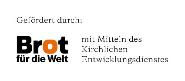 Gefördert durch:
Brot
für die Welt
mit Mitteln des
Kirchlichen
Entwicklungsdienstes